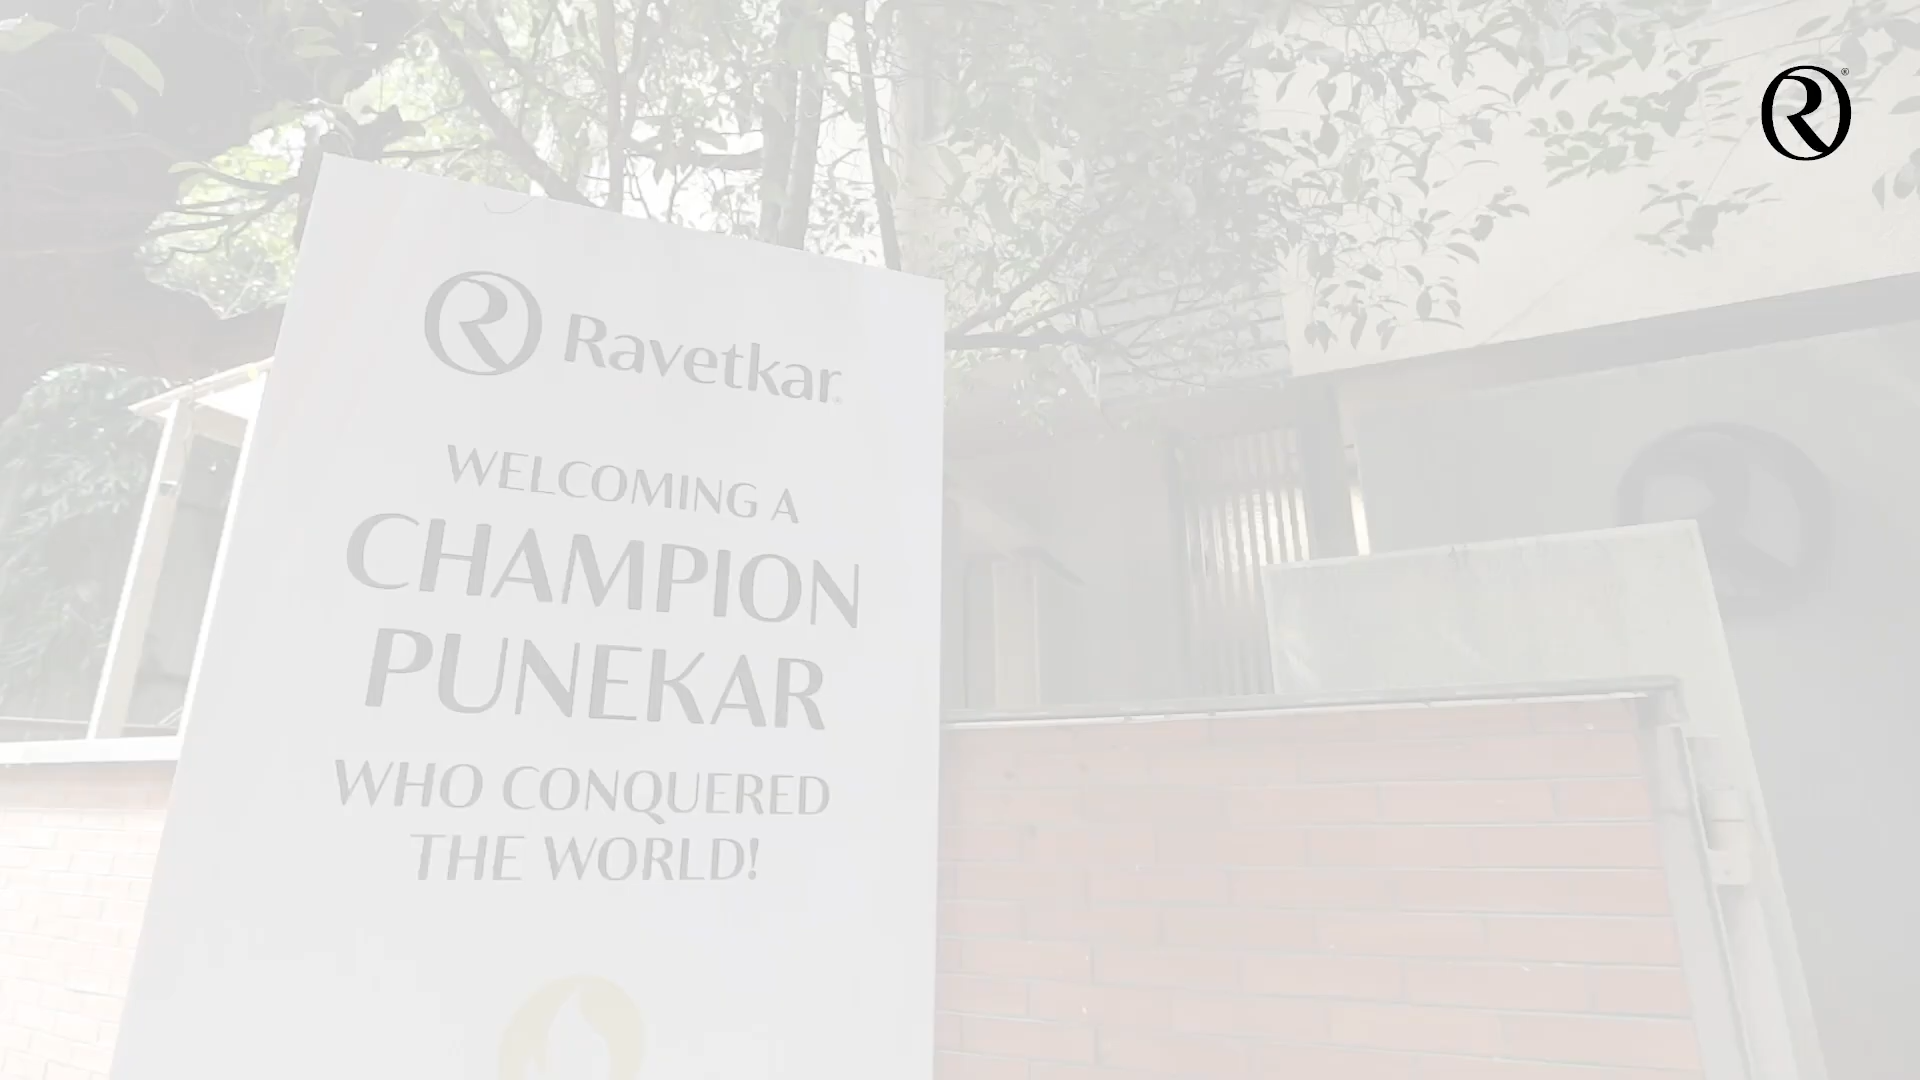 Ravetkar
WELCOMING A
CHAMPION
PUNEKAR
WHO CONQUERED
THE WORLD!